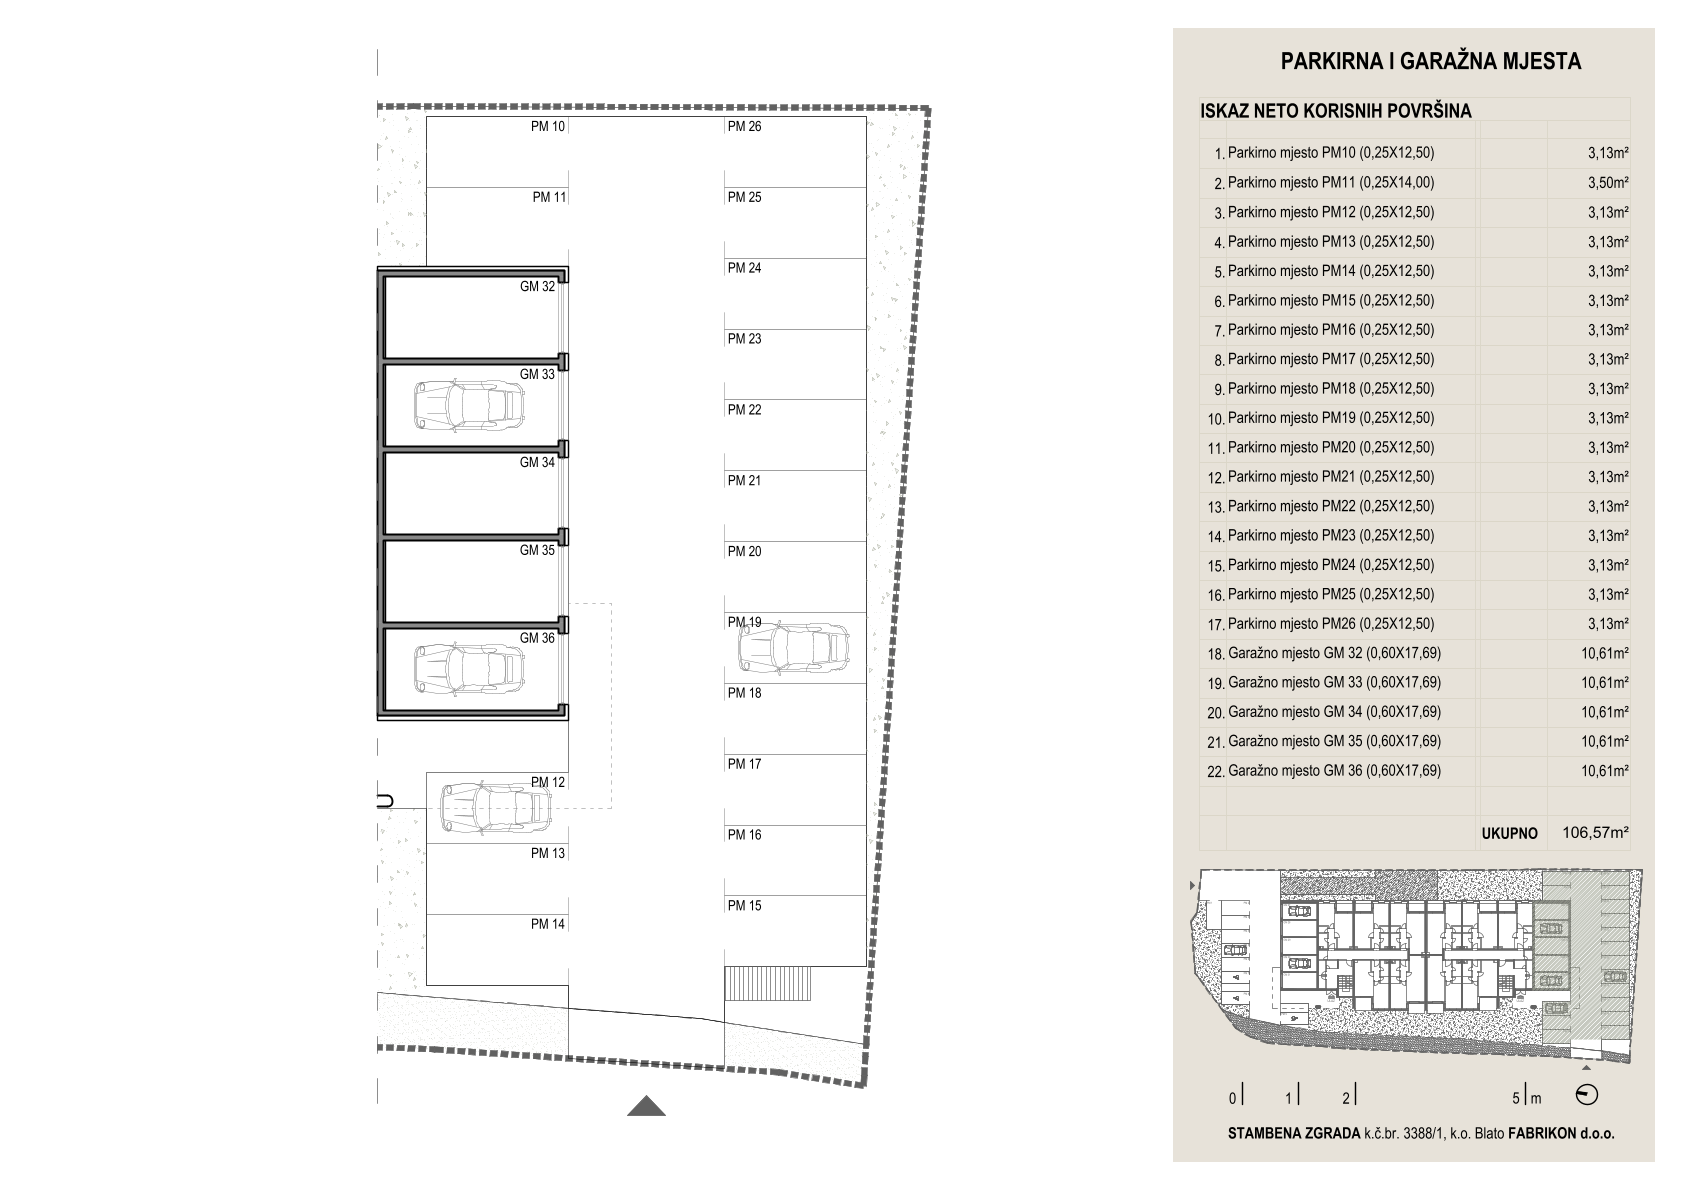 PM 10
PM 26
PM 11
PM 25
PM 24
GM 32
PM 23
GM 33
PM 22
GM 34
PM 21
GM 35
PM 20
PM 19
GM 36
PM 18
PM 17
PM 12
PM 16
PM 13
PM 15
PM 14
PARKIRNA I GARAŽNA MJESTA
ISKAZ NETO KORISNIH POVRŠINA
1. Parkirno mjesto PM10 (0,25X12,50) 3,13m²
2. Parkirno mjesto PM11 (0,25X14,00) 3,50m²
3. Parkirno mjesto PM12 (0,25X12,50) 3,13m²
4. Parkirno mjesto PM13 (0,25X12,50) 3,13m²
5. Parkirno mjesto PM14 (0,25X12,50) 3,13m²
6. Parkirno mjesto PM15 (0,25X12,50) 3,13m²
7. Parkirno mjesto PM16 (0,25X12,50) 3,13m²
8. Parkirno mjesto PM17 (0,25X12,50) 3,13m²
9. Parkirno mjesto PM18 (0,25X12,50) 3,13m²
10. Parkirno mjesto PM19 (0,25X12,50) 3,13m²
11. Parkirno mjesto PM20 (0,25X12,50) 3,13m²
12. Parkirno mjesto PM21 (0,25X12,50) 3,13m²
13. Parkirno mjesto PM22 (0,25X12,50) 3,13m²
14. Parkirno mjesto PM23 (0,25X12,50) 3,13m²
15. Parkirno mjesto PM24 (0,25X12,50) 3,13m²
16. Parkirno mjesto PM25 (0,25X12,50) 3,13m²
17. Parkirno mjesto PM26 (0,25X12,50) 3,13m²
18. Garažno mjesto GM 32 (0,60X17,69) 10,61m²
19. Garažno mjesto GM 33 (0,60X17,69) 10,61m²
20. Garažno mjesto GM 34 (0,60X17,69) 10,61m²
21. Garažno mjesto GM 35 (0,60X17,69) 10,61m²
22. Garažno mjesto GM 36 (0,60X17,69) 10,61m²
UKUPNO 106,57m²
0 1 2 5 m
STAMBENA ZGRADA k.č.br. 3388/1, k.o. Blato FABRIKON d.o.o.